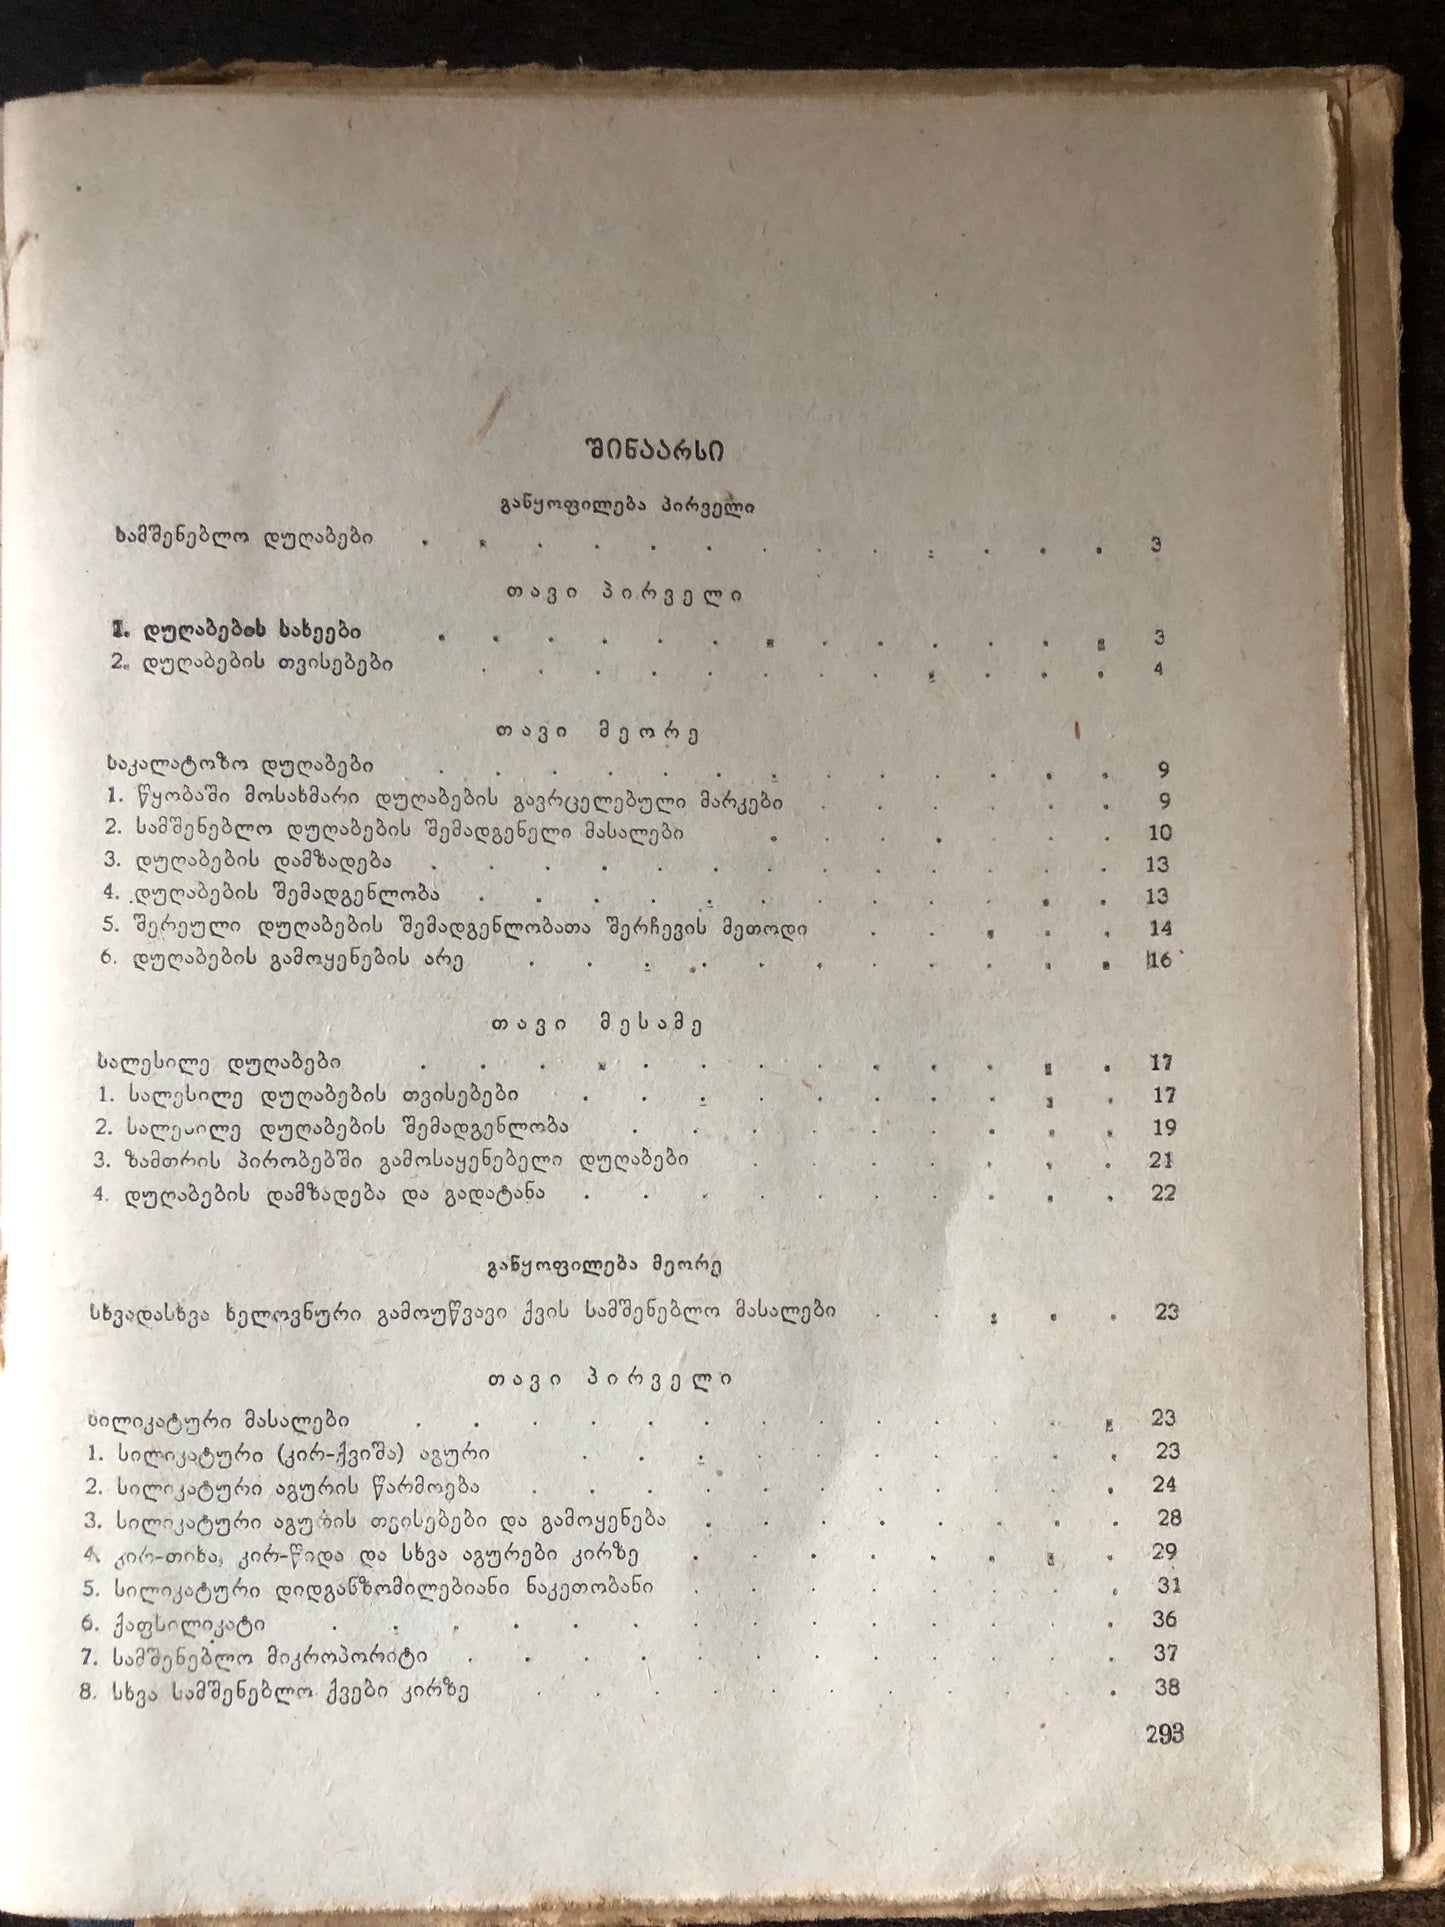 შინაარსი
განყოფილება პირველი
სამშენებლო დუღაბები . . . . . . . . . . . . . 3
თავი პირველი
1. დუღაბების სახეები . . . . . . . . . . . . . 3
2. დუღაბების თვისებები . . . . . . . . . . . . 4
თავი მეორე
საკალატოზო დუღაბები . . . . . . . . . . . . . 9
1. წყობაში მოსახმარი დუღაბების გავრცელებული მარკები . . . . . . 9
2. სამშენებლო დუღაბების შემადგენელი მასალები . . . . . . . 10
3. დუღაბების დამზადება . . . . . . . . . . . . . 13
4. დუღაბების შემადგენლობა . . . . . . . . . . . . 13
5. შერეული დუღაბების შემადგენლობათა შერჩევის მეთოდი . . . . . 14
6. დუღაბების გამოყენების არე . . . . . . . . . . . 16
თავი მესამე
სალესილე დუღაბები . . . . . . . . . . . . . 17
1. სალესილე დუღაბების თვისებები . . . . . . . . . . 17
2. სალესილე დუღაბების შემადგენლობა . . . . . . . . . 19
3. ზამთრის პირობებში გამოსაყენებელი დუღაბები . . . . . . . 21
4. დუღაბების დამზადება და გადატანა . . . . . . . . . . 22
განყოფილება მეორე
სხვადასხვა ხელოვნური გამოუწვავი ქვის სამშენებლო მასალები . . . . . 23
თავი პირველი
სილიკატური მასალები . . . . . . . . . . . . . 23
1. სილიკატური (კირ-ქვიშა) აგური . . . . . . . . . . 23
2. სილიკატური აგურის წარმოება . . . . . . . . . . . 24
3. სილიკატური აგურის თვისებები და გამოყენება . . . . . . . . 28
4. კირ-თიხა, კირ-წიდა და სხვა აგურები კირზე . . . . . . . . 29
5. სილიკატური დიდგანზომილებიანი ნაკეთობანი . . . . . . . . 31
6. ქაფსილიკატი . . . . . . . . . . . . . . 36
7. სამშენებლო მიკროპორიტი . . . . . . . . . . . . 37
8. სხვა სამშენებლო ქვები კირზე . . . . . . . . . . . 38
293